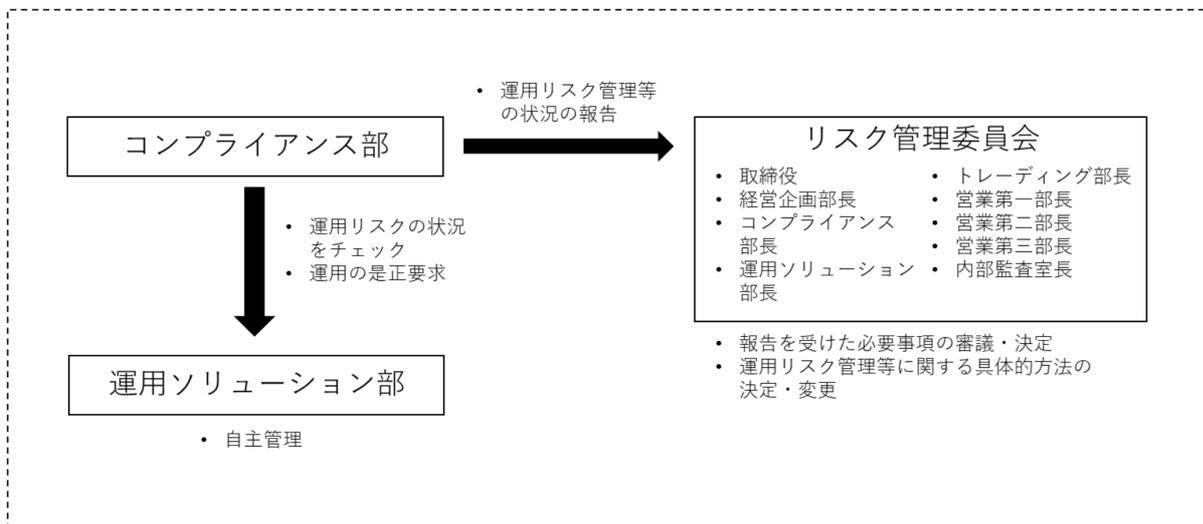 • 運用リスク管理等
の状況の報告
コンプライアンス部
リスク管理委員会
• 取締役
• 経営企画部長
• コンプライアンス
部長
• 運用ソリューション
部長
• トレーディング部長
• 営業第一部長
• 営業第二部長
• 営業第三部長
• 内部監査室長
• 運用リスクの状況
をチェック
• 運用の是正要求
• 報告を受けた必要事項の審議・決定
• 運用リスク管理等に関する具体的方法の
決定・変更
運用ソリューション部
• 自主管理